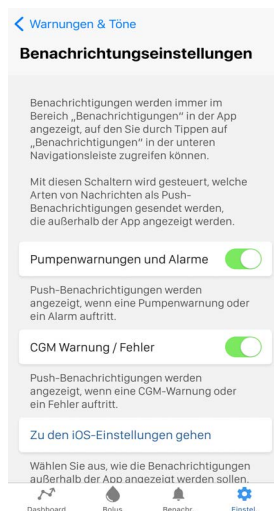 Warnungen & Töne
Benachrichtungseinstellungen
Benachrichtigungen werden immer im
Bereich „Benachrichtigungen“ in der App
angezeigt, auf den Sie durch Tippen auf
„Benachrichtigungen“ in der unteren
Navigationsleiste zugreifen können.
Mit diesen Schaltern wird gesteuert, welche
Arten von Nachrichten als Push-
Benachrichtigungen gesendet werden,
die außerhalb der App angezeigt werden.
Pumpenwarnungen und Alarme
Push-Benachrichtigungen werden
angezeigt, wenn eine Pumpenwarnung oder
ein Alarm auftritt.
CGM Warnung / Fehler
Push-Benachrichtigungen werden
angezeigt, wenn eine CGM-Warnung oder
ein Fehler auftritt.
Zu den iOS-Einstellungen gehen
Wählen Sie aus, wie die Benachrichtigungen
außerhalb der App angezeigt werden sollen,
Dashboard Bolus Benachr. Einstel.